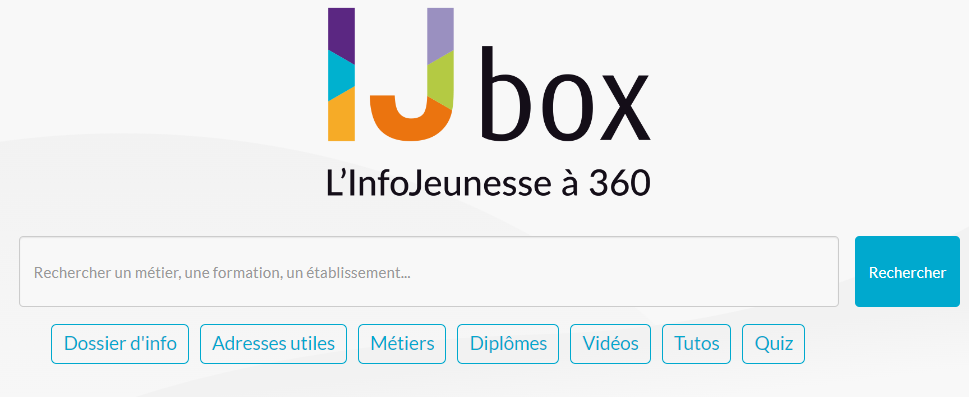 IJ box
L'InfoJeunesse à 360
Rechercher un métier, une formation, un établissement...
Rechercher
Dossier d'info
Adresses utiles
Métiers
Diplômes
Vidéos
Tutos
Quiz